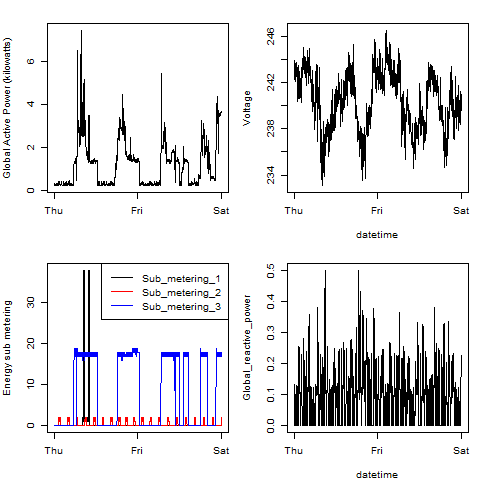 Global Active Power (kilowatts)
0
2
4
6
Thu
Fri
Sat
Voltage
234
238
242
246
Thu
Fri
Sat
datetime
Energy sub metering
0
10
20
30
Thu
Fri
Sat
Sub_metering_1
Sub_metering_2
Sub_metering_3
Global_reactive_power
0.0
0.1
0.2
0.3
0.4
0.5
Thu
Fri
Sat
datetime